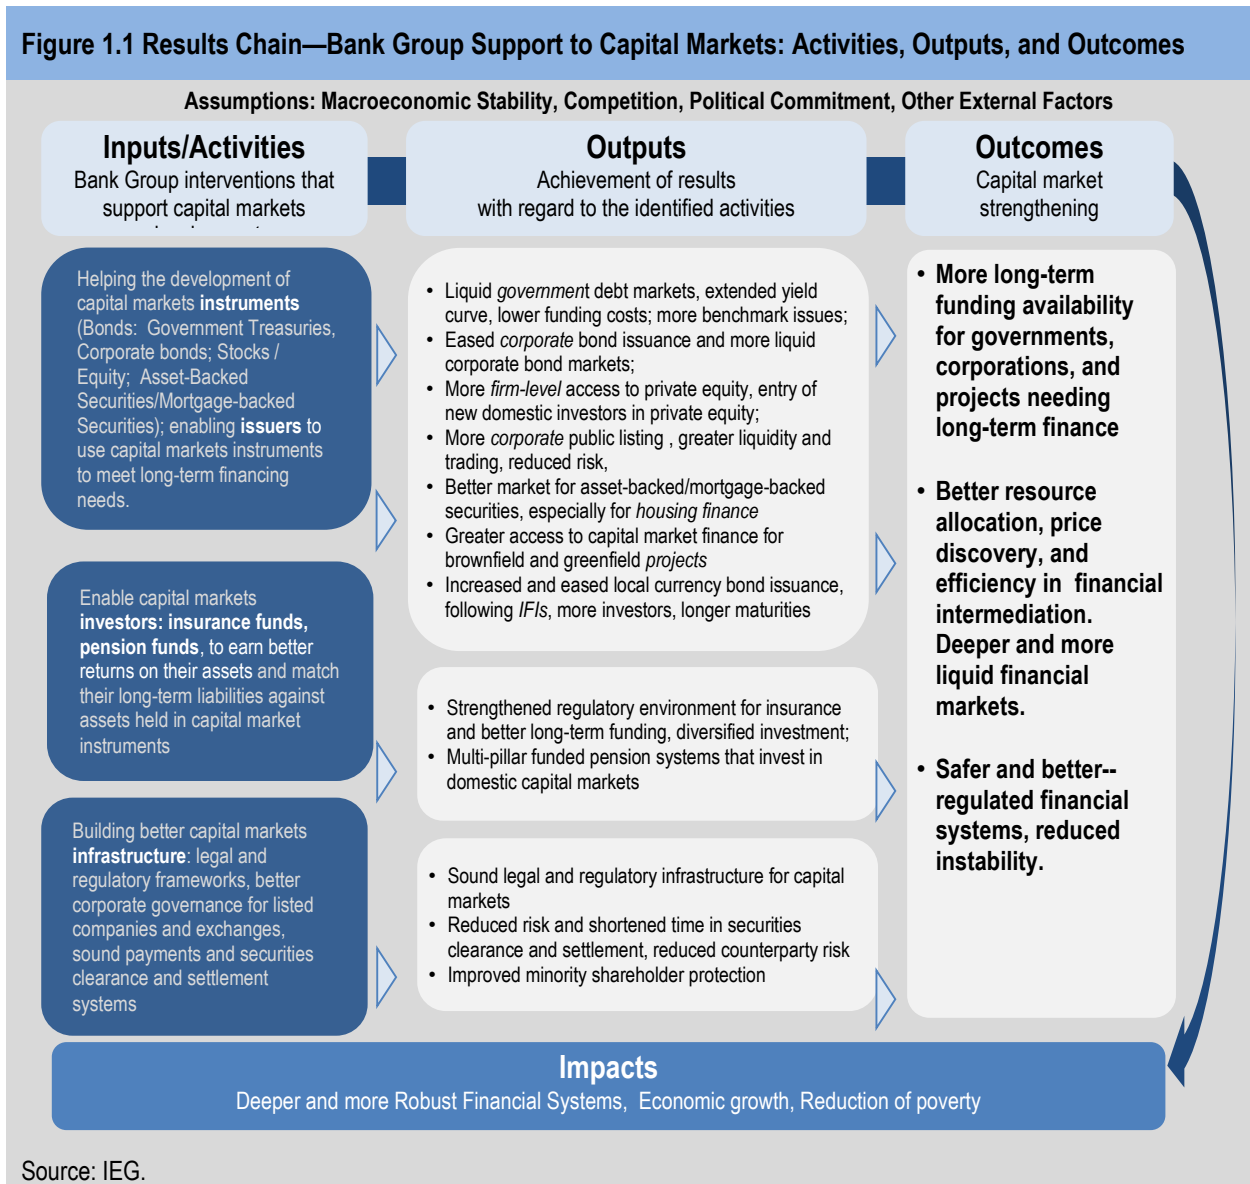 Figure 1.1 Results Chain—Bank Group Support to Capital Markets: Activities, Outputs, and Outcomes
Assumptions: Macroeconomic Stability, Competition, Political Commitment, Other External Factors
Inputs/Activities
Bank Group interventions that
support capital markets
Outputs
Achievement of results
with regard to the identified activities
Outcomes
Capital market
strengthening
Helping the development of
capital markets instruments
(Bonds: Government Treasuries,
Corporate bonds; Stocks /
Equity; Asset-Backed
Securities/Mortgage-backed
Securities); enabling issuers to
use capital markets instruments
to meet long-term financing
needs.
Enable capital markets
investors: insurance funds,
pension funds, to earn better
returns on their assets and match
their long-term liabilities against
assets held in capital market
instruments
Building better capital markets
infrastructure: legal and
regulatory frameworks, better
corporate governance for listed
companies and exchanges,
sound payments and securities
clearance and settlement
systems
• Liquid government debt markets, extended yield
curve, lower funding costs; more benchmark issues;
• Eased corporate bond issuance and more liquid
corporate bond markets;
• More firm-level access to private equity, entry of
new domestic investors in private equity;
• More corporate public listing , greater liquidity and
trading, reduced risk,
• Better market for asset-backed/mortgage-backed
securities, especially for housing finance
• Greater access to capital market finance for
brownfield and greenfield projects
• Increased and eased local currency bond issuance,
following IFIs, more investors, longer maturities
• Strengthened regulatory environment for insurance
and better long-term funding, diversified investment;
• Multi-pillar funded pension systems that invest in
domestic capital markets
• Sound legal and regulatory infrastructure for capital
markets
• Reduced risk and shortened time in securities
clearance and settlement, reduced counterparty risk
• Improved minority shareholder protection
• More long-term
funding availability
for governments,
corporations, and
projects needing
long-term finance
• Better resource
allocation, price
discovery, and
efficiency in financial
intermediation.
Deeper and more
liquid financial
markets.
• Safer and better--
regulated financial
systems, reduced
instability.
Impacts
Deeper and more Robust Financial Systems, Economic growth, Reduction of poverty
Source: IEG.